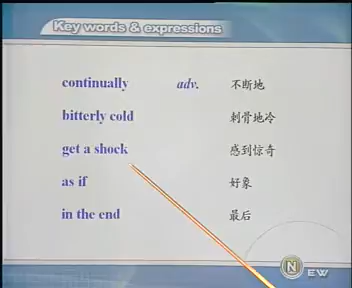 Key words & expressions
continually adv. 不断地
bitterly cold 刺骨地冷
get a shock 感到惊奇
as if 好象
in the end 最后
N EW